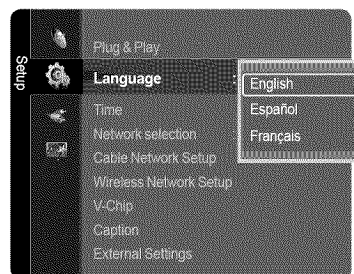 Setup
Plug & Play
Language : English
Español
Français
Time
Network selection
Cable Network Setup
Wireless Network Setup
V-Chip
Caption
External Settings